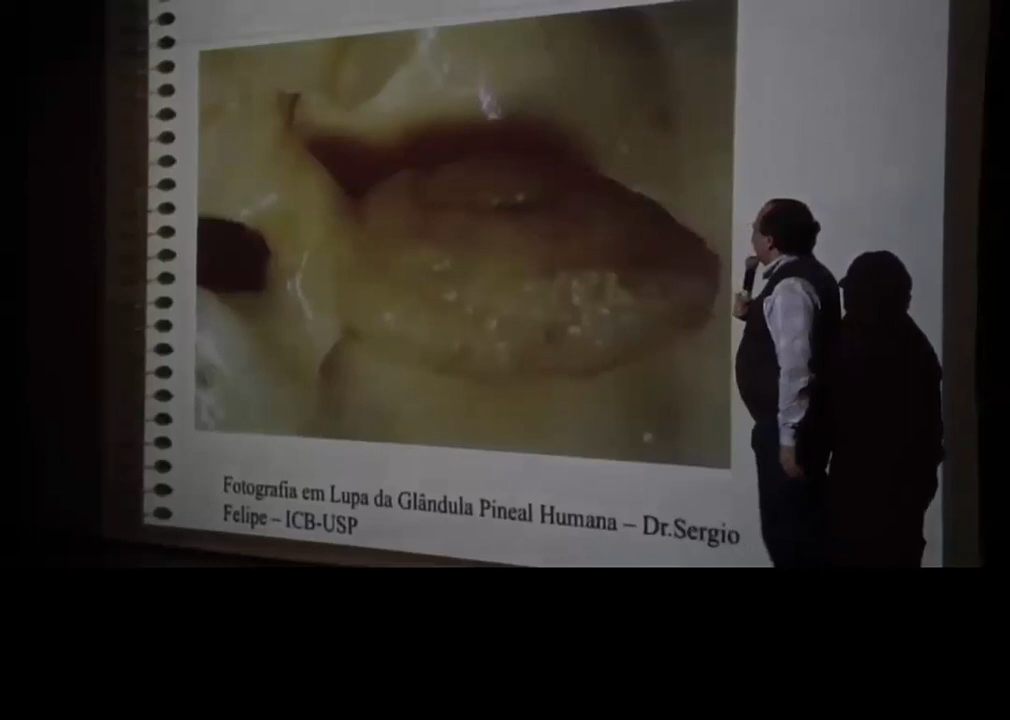 Fotografia em Lupa da Glândula Pineal Humana – Dr.Sergio
Felipe – ICB-USP